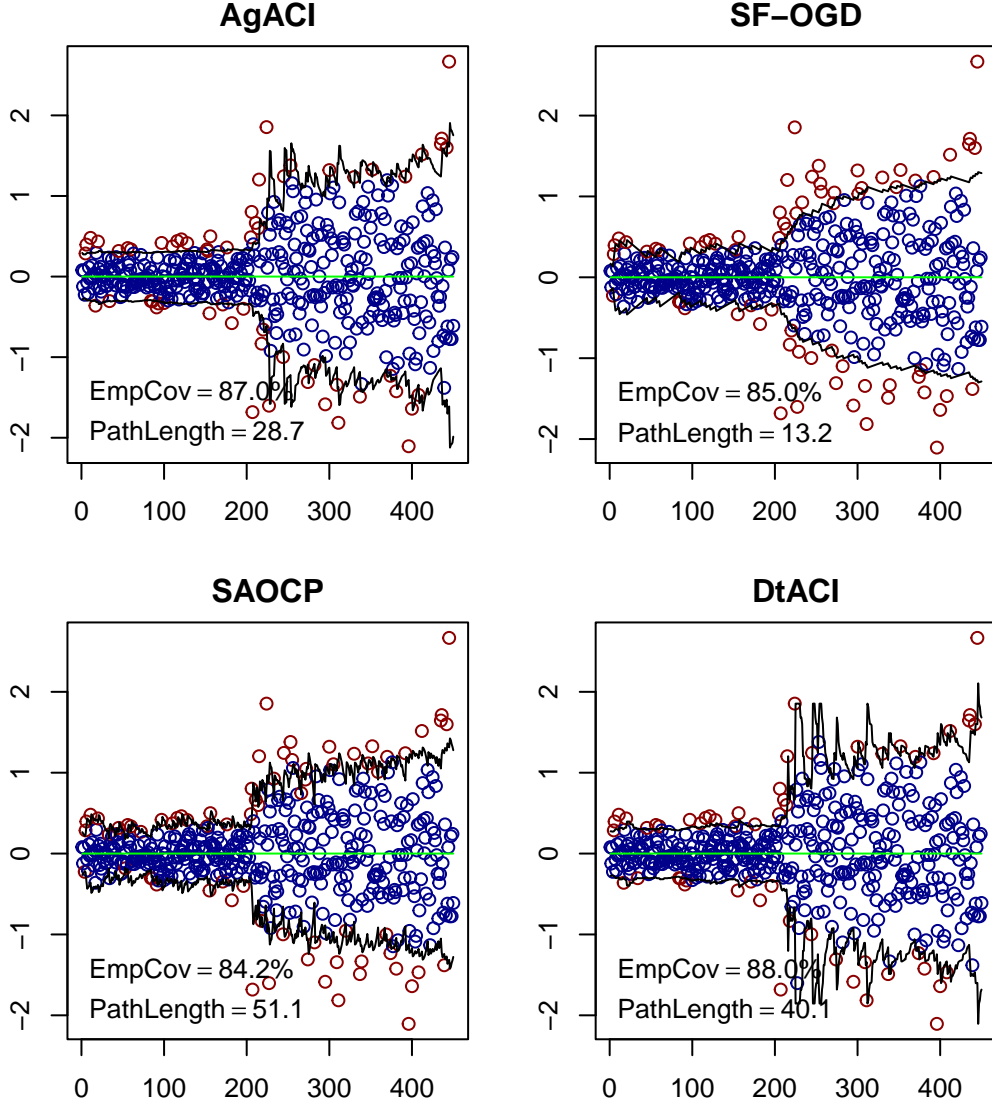 AgACI
2
1
0
−1
−2
EmpCov = 87.0%
PathLength = 28.7
0 100 200 300 400
SF−OGD
2
1
0
−1
−2
EmpCov = 85.0%
PathLength = 13.2
0 100 200 300 400
SAOCP
2
1
0
−1
−2
EmpCov = 84.2%
PathLength = 51.1
0 100 200 300 400
DtACI
2
1
0
−1
−2
EmpCov = 88.0%
PathLength = 40.1
0 100 200 300 400